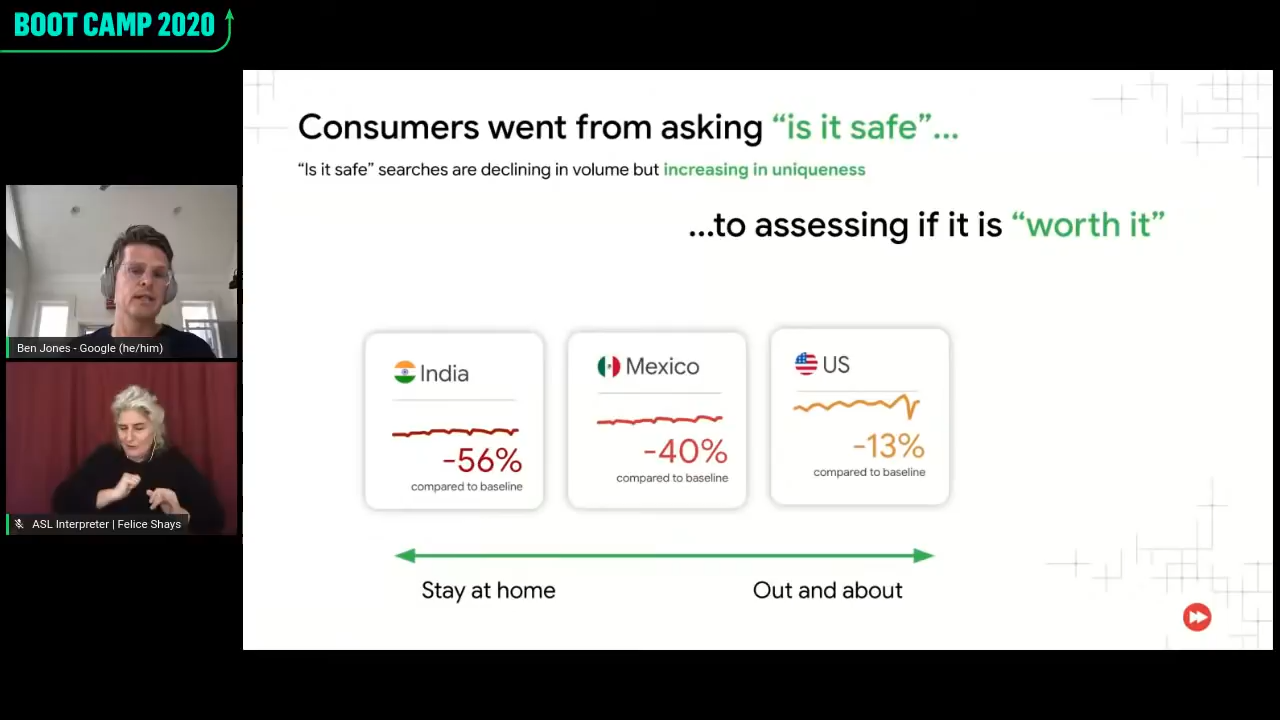 BOOT CAMP 2020
Consumers went from asking “is it safe”...
“Is it safe” searches are declining in volume but increasing in uniqueness
...to assessing if it is “worth it”
India
-56%
compared to baseline
Mexico
-40%
compared to baseline
US
-13%
compared to baseline
Stay at home
Out and about
Ben Jones - Google (he/him)
ASL Interpreter | Felice Shays